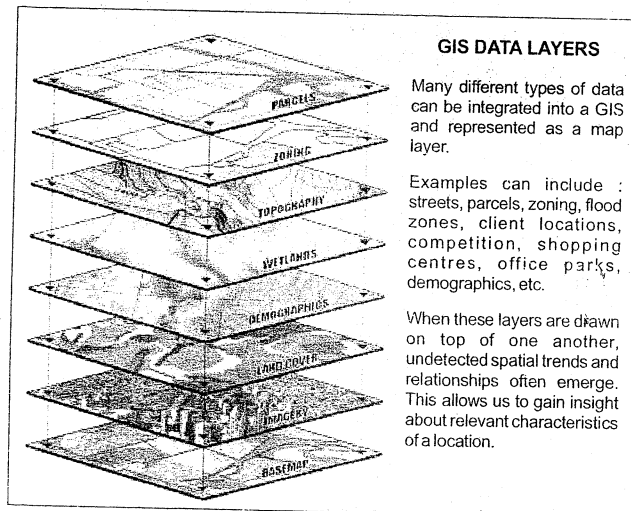 GIS DATA LAYERS
Many different types of data
can be integrated into a GIS
and represented as a map
layer.
Examples can include :
streets, parcels, zoning, flood
zones, client locations,
competition, shopping
centres, office parks,
demographics, etc.
When these layers are drawn
on top of one another,
undetected spatial trends and
relationships often emerge.
This allows us to gain insight
about relevant characteristics
of a location.
PARCELS
ZONING
TOPOGRAPHY
WETLANDS
DEMOGRAPHICS
LAND COVER
IMAGERY
BASEMAP